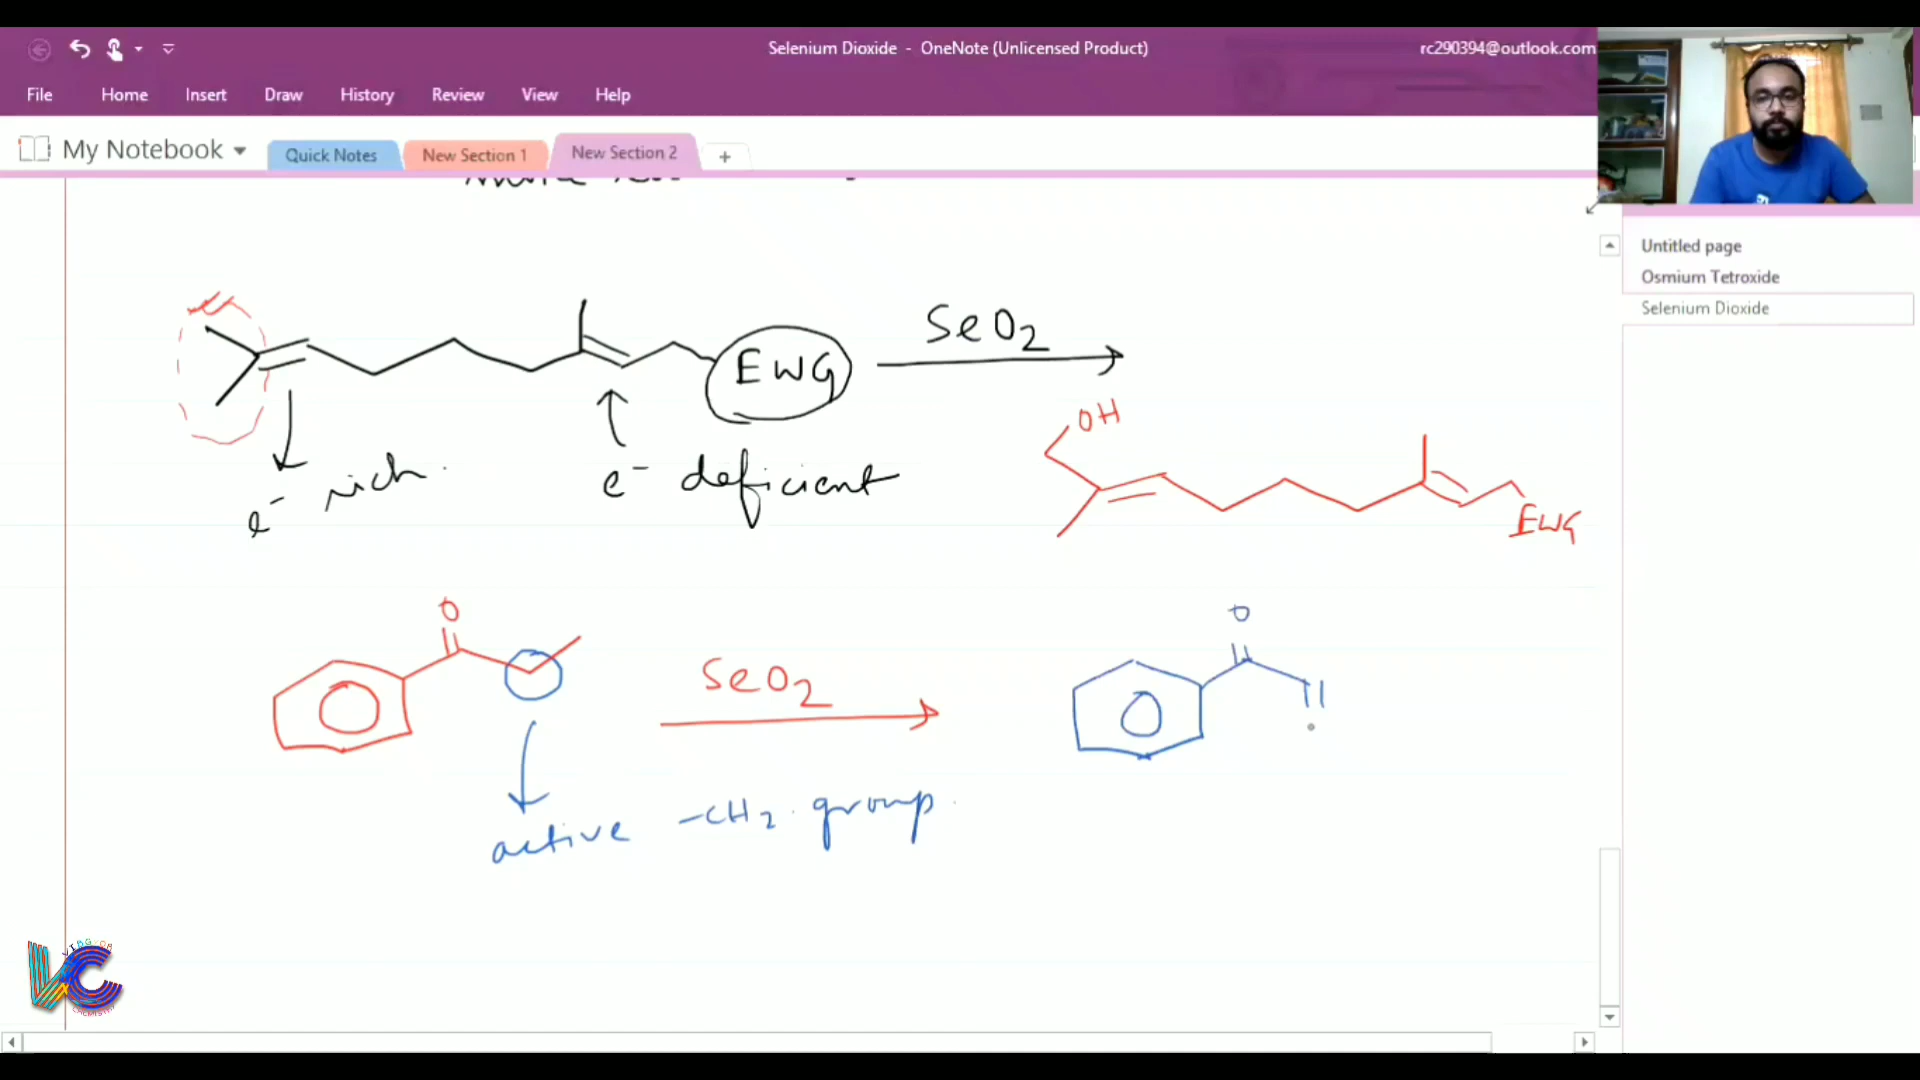 Selenium Dioxide - OneNote (Unlicensed Product)
rc290394@outlook.com
File Home Insert Draw History Review View Help
My Notebook
Quick Notes
New Section 1
New Section 2
+
Untitled page
Osmium Tetroxide
Selenium Dioxide
EWG
SeO2
e- rich
e- deficient
OH
EWG
O
SeO2
O
active -CH2. group.
VC
CHEMISTRY